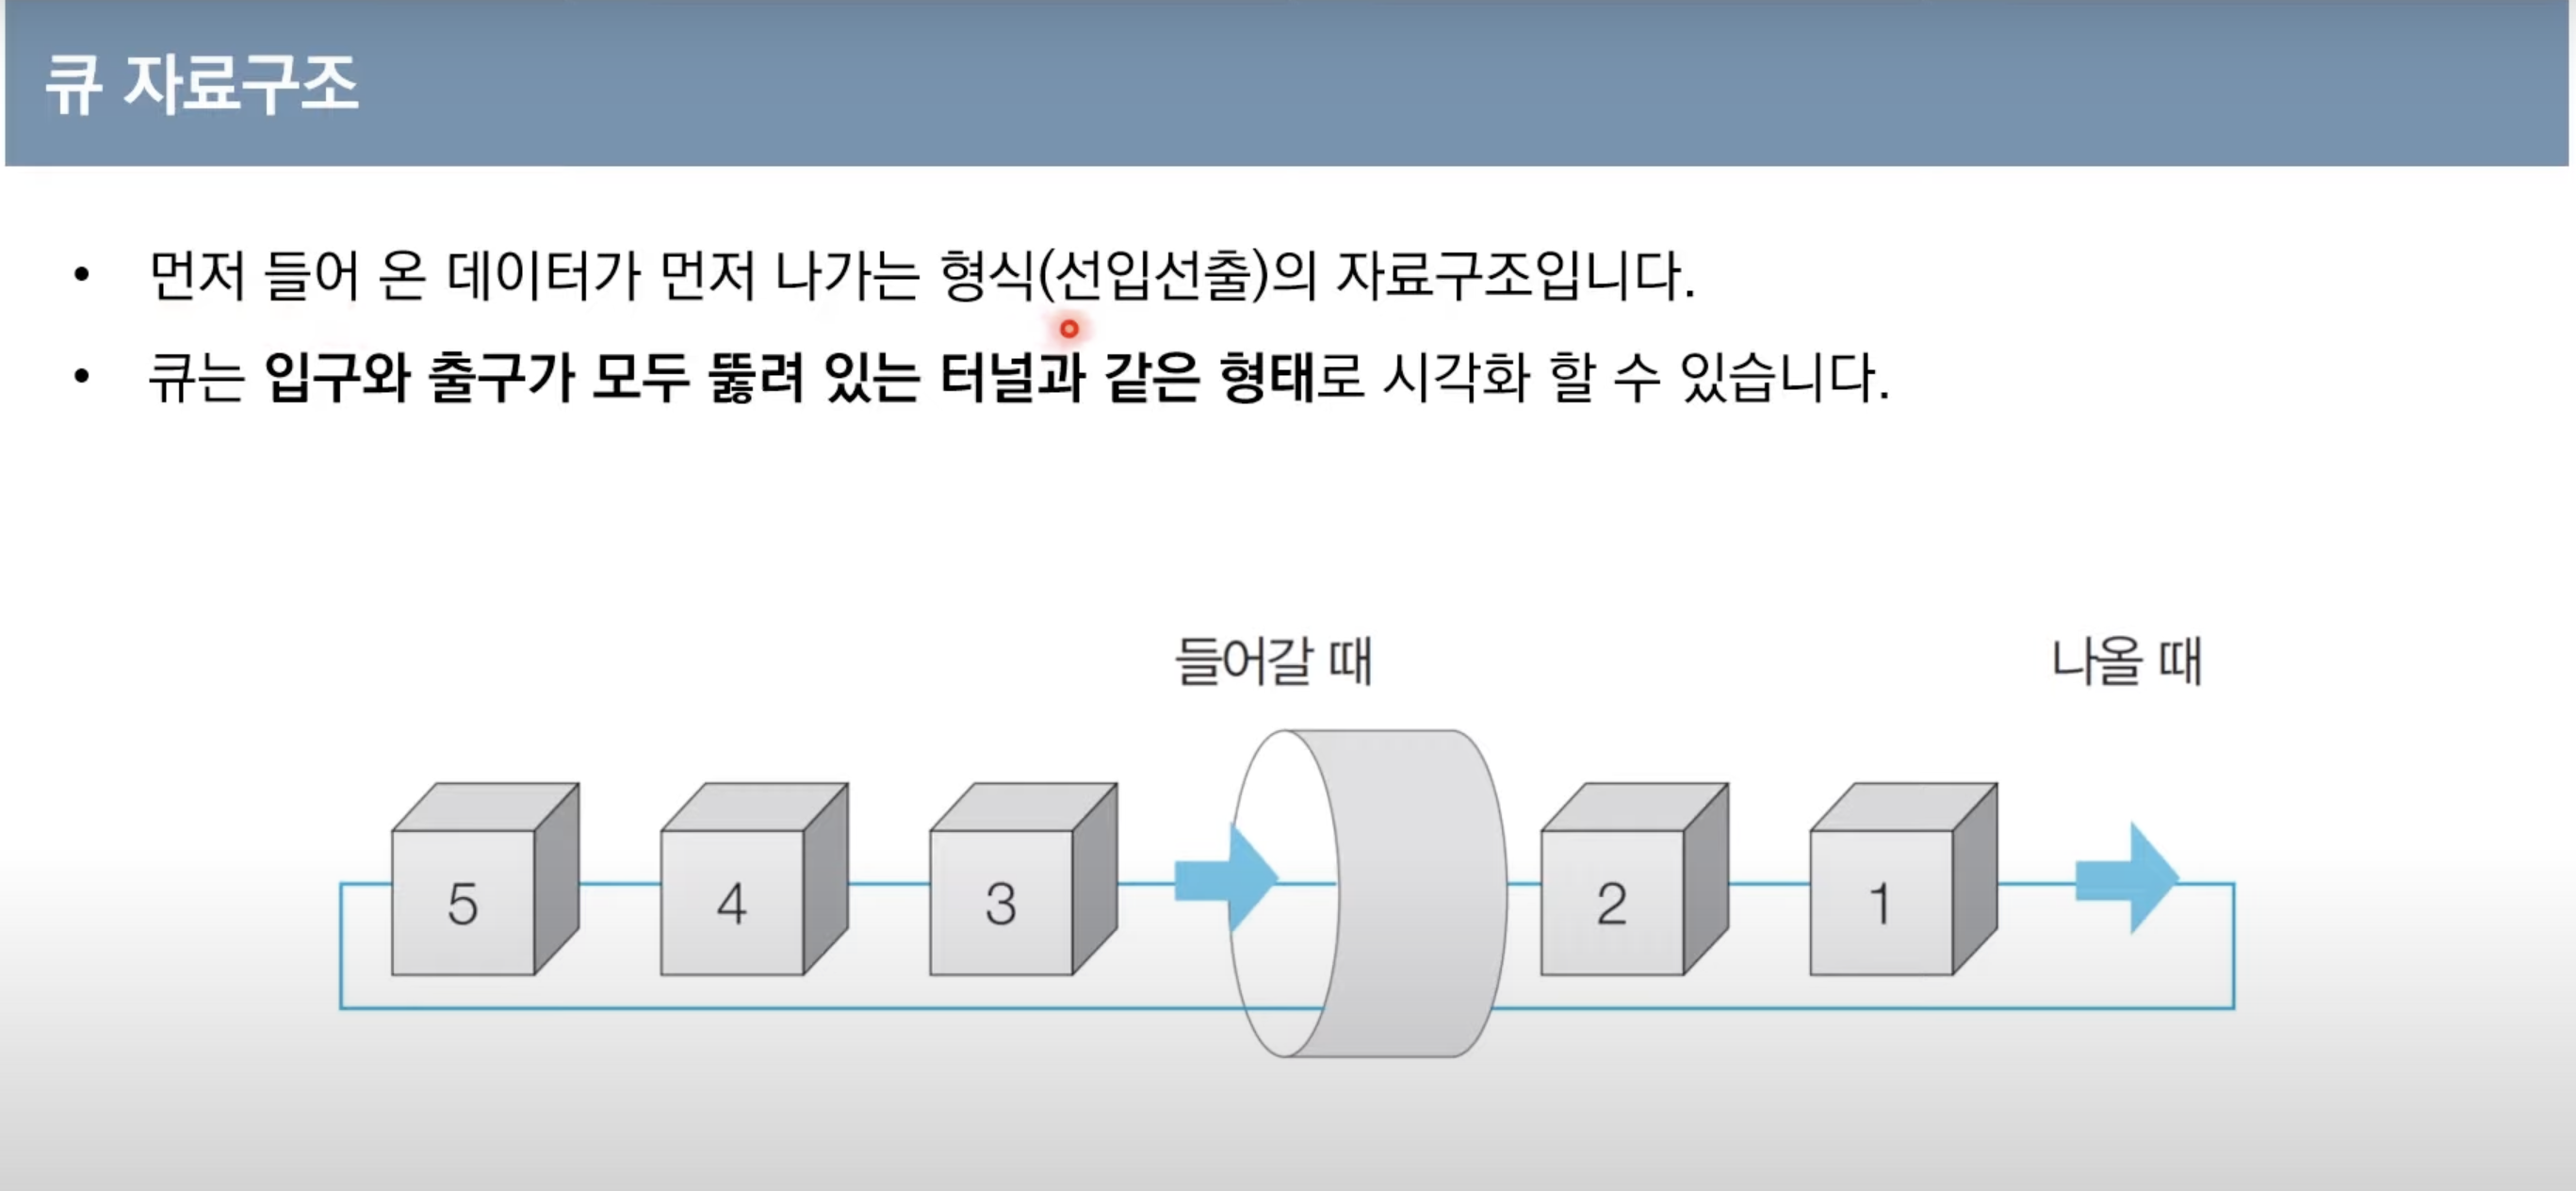 큐 자료구조
• 먼저 들어 온 데이터가 먼저 나가는 형식(선입선출)의 자료구조입니다.
• 큐는 입구와 출구가 모두 뚫려 있는 터널과 같은 형태로 시각화 할 수 있습니다.
들어갈 때 나올 때
5 4 3 2 1